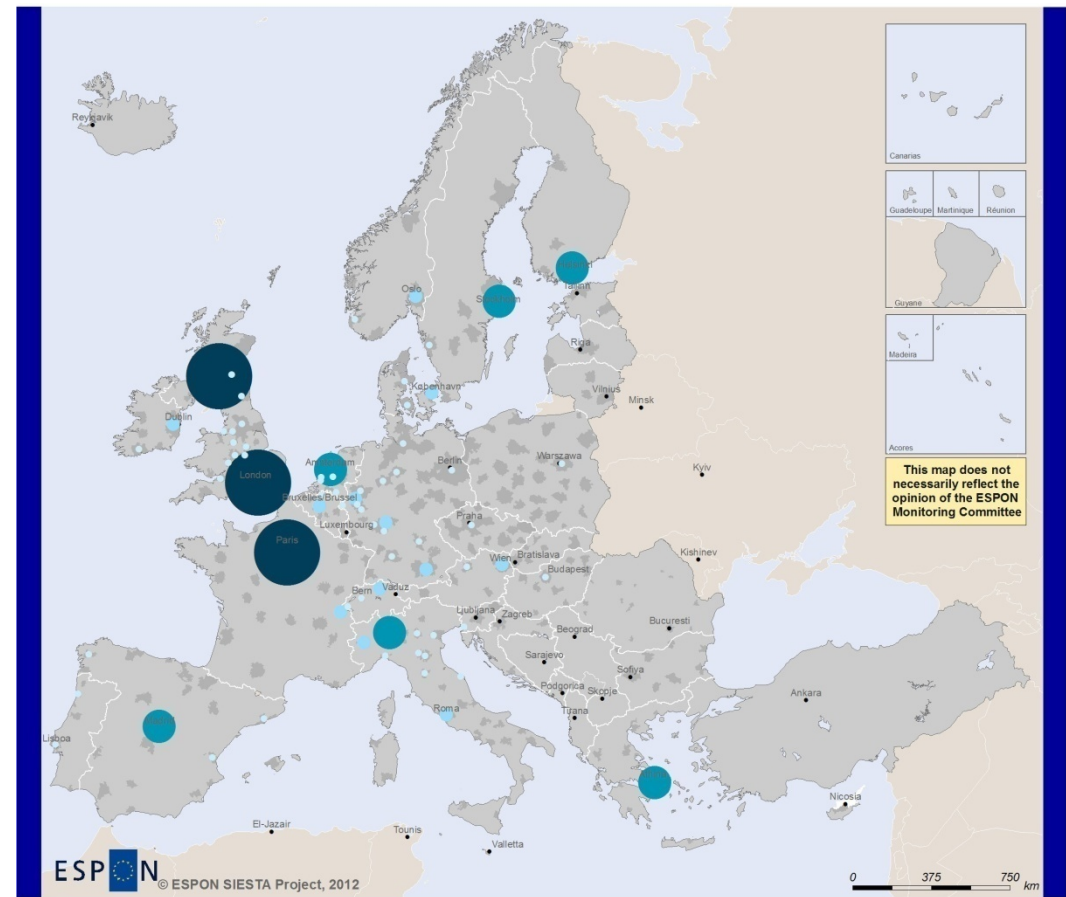 Reykjavik
Canarias
Guadeloupe
Martinique
Réunion
Guyane
Madeira
Acores
This map does not
necessarily reflect the
opinion of the ESPON
Monitoring Committee
Oslo
Tallinn
Riga
København
Vilnius
Minsk
Dublin
Berlin
Warszawa
London
Kyiv
Bruxelles/Brussel
Praha
Luxembourg
Paris
Kishinev
Wien
Bratislava
Budapest
Bern
Vaduz
Ljubljana
Zagreb
Bucuresti
Beograd
Sarajevo
Sofiya
Podgorica
Skopje
Ankara
Roma
Tirana
Lisboa
Nicosia
El-Jazair
Tounis
Valletta
ESPON
© ESPON SIESTA Project, 2012
0 375 750
km